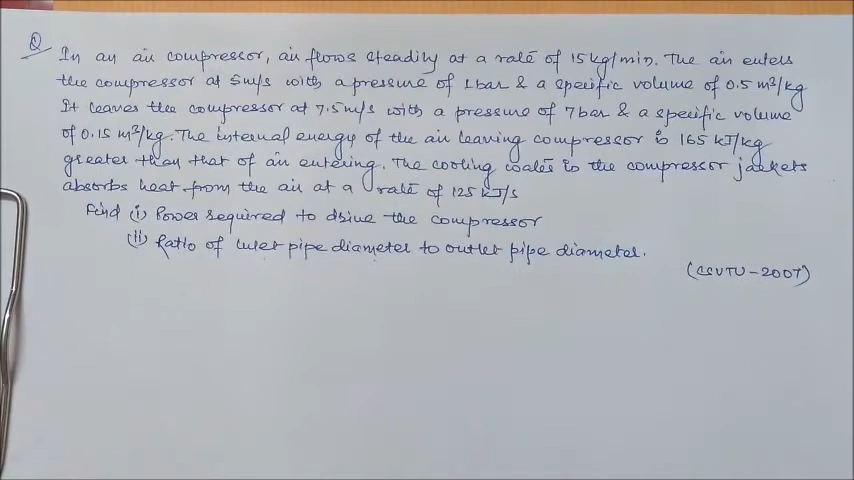 Q In an air compressor, air flows steadily at a rate of 15 kg/min. The air enters
the compressor at 5m/s with a pressure of 1 bar & a specific volume of 0.5 m³/kg
It leaves the compressor at 7.5m/s with a pressure of 7 bar & a specific volume
of 0.15 m³/kg. The internal energy of the air leaving compressor is 165 kJ/kg
greater than that of air entering. The cooling water in the compressor jackets
absorbs heat from the air at a rate of 125 kJ/s
Find (i) Power required to drive the compressor
(ii) Ratio of inlet pipe diameter to outlet pipe diameter.
(CSVTU-2007)